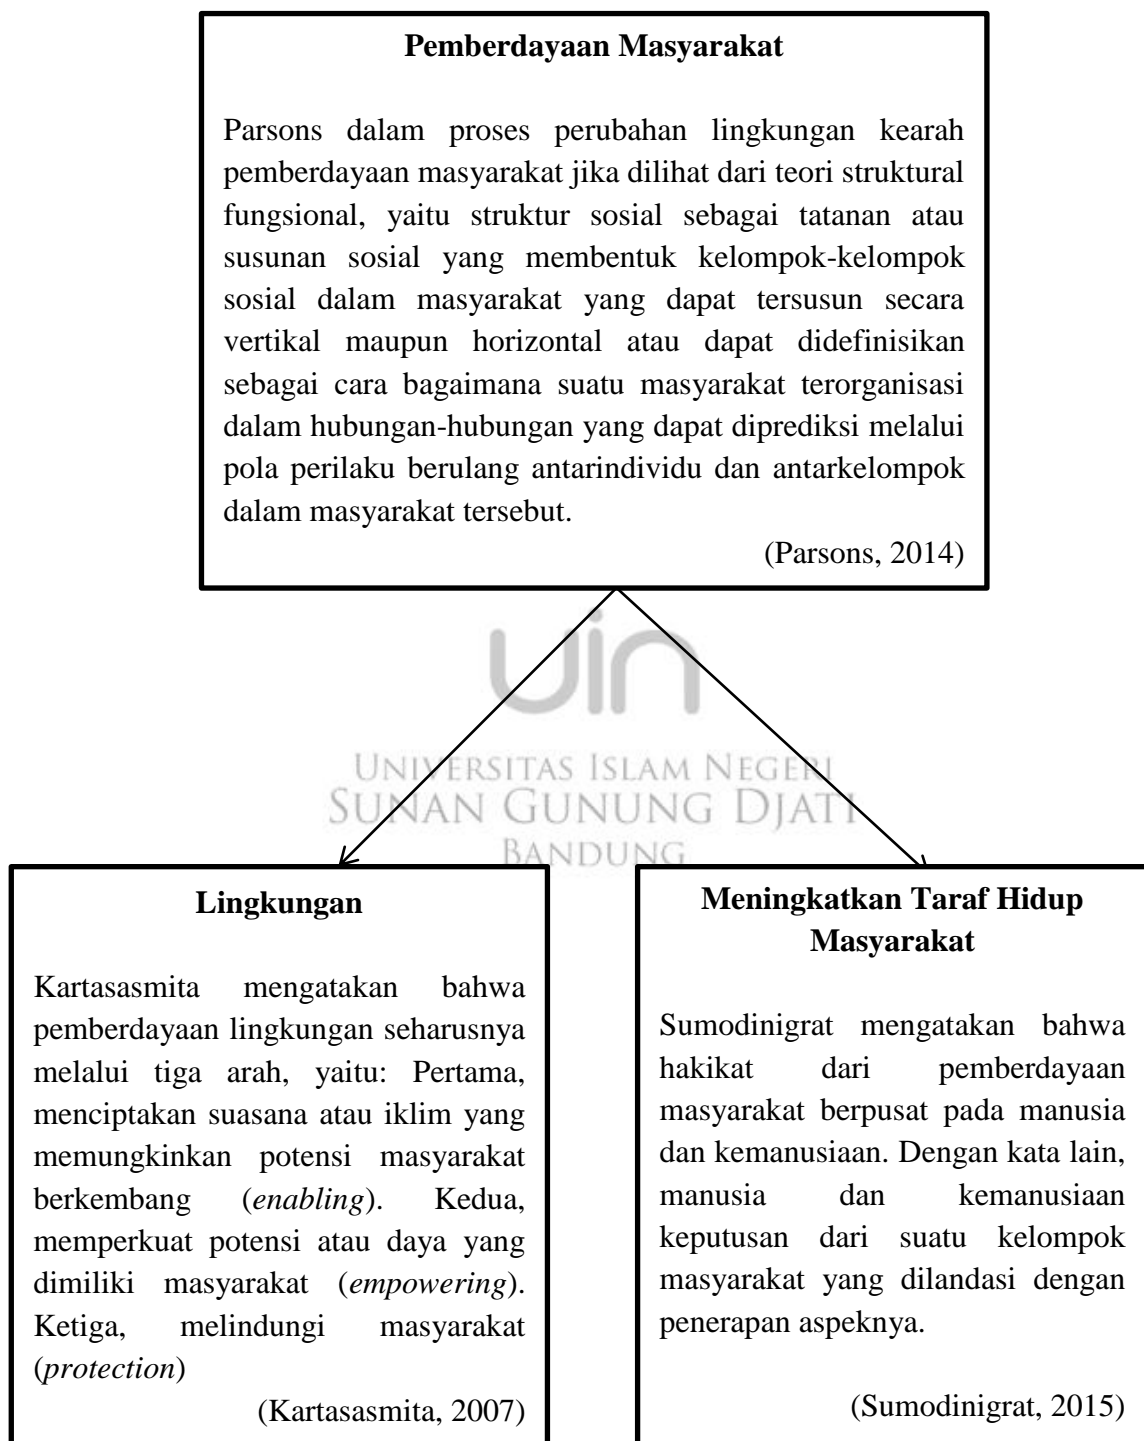 Pemberdayaan Masyarakat
Parsons dalam proses perubahan lingkungan kearah
pemberdayaan masyarakat jika dilihat dari teori struktural
fungsional, yaitu struktur sosial sebagai tatanan atau
susunan sosial yang membentuk kelompok-kelompok
sosial dalam masyarakat yang dapat tersusun secara
vertikal maupun horizontal atau dapat didefinisikan
sebagai cara bagaimana suatu masyarakat terorganisasi
dalam hubungan-hubungan yang dapat diprediksi melalui
pola perilaku berulang antarindividu dan antarkelompok
dalam masyarakat tersebut.
(Parsons, 2014)
uin
UNIVERSITAS ISLAM NEGERI
SUNAN GUNUNG DJATI
BANDUNG
Lingkungan
Kartasasmita mengatakan bahwa
pemberdayaan lingkungan seharusnya
melalui tiga arah, yaitu: Pertama,
menciptakan suasana atau iklim yang
memungkinkan potensi masyarakat
berkembang (enabling). Kedua,
memperkuat potensi atau daya yang
dimiliki masyarakat (empowering).
Ketiga, melindungi masyarakat
(protection)
(Kartasasmita, 2007)
Meningkatkan Taraf Hidup
Masyarakat
Sumodinigrat mengatakan bahwa
hakikat dari pemberdayaan
masyarakat berpusat pada manusia
dan kemanusiaan. Dengan kata lain,
manusia dan kemanusiaan
keputusan dari suatu kelompok
masyarakat yang dilandasi dengan
penerapan aspeknya.
(Sumodinigrat, 2015)